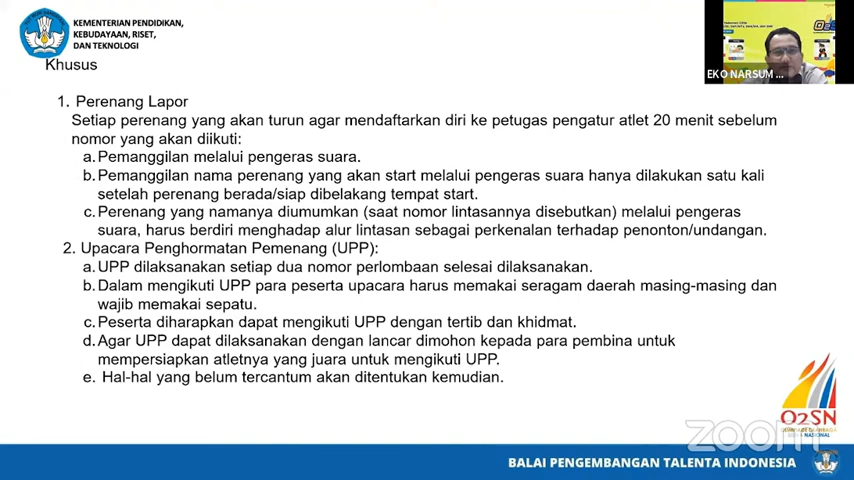 KEMENTERIAN PENDIDIKAN,
KEBUDAYAAN, RISET,
DAN TEKNOLOGI
Khusus
EKO NARSUM ...
1. Perenang Lapor
Setiap perenang yang akan turun agar mendaftarkan diri ke petugas pengatur atlet 20 menit sebelum
nomor yang akan diikuti:
a. Pemanggilan melalui pengeras suara.
b. Pemanggilan nama perenang yang akan start melalui pengeras suara hanya dilakukan satu kali
setelah perenang berada/siap dibelakang tempat start.
c. Perenang yang namanya diumumkan (saat nomor lintasannya disebutkan) melalui pengeras
suara, harus berdiri menghadap alur lintasan sebagai perkenalan terhadap penonton/undangan.
2. Upacara Penghormatan Pemenang (UPP):
a. UPP dilaksanakan setiap dua nomor perlombaan selesai dilaksanakan.
b. Dalam mengikuti UPP para peserta upacara harus memakai seragam daerah masing-masing dan
wajib memakai sepatu.
c. Peserta diharapkan dapat mengikuti UPP dengan tertib dan khidmat.
d. Agar UPP dapat dilaksanakan dengan lancar dimohon kepada para pembina untuk
mempersiapkan atletnya yang juara untuk mengikuti UPP.
e. Hal-hal yang belum tercantum akan ditentukan kemudian.
O2SN
zoom
BALAI PENGEMBANGAN TALENTA INDONESIA